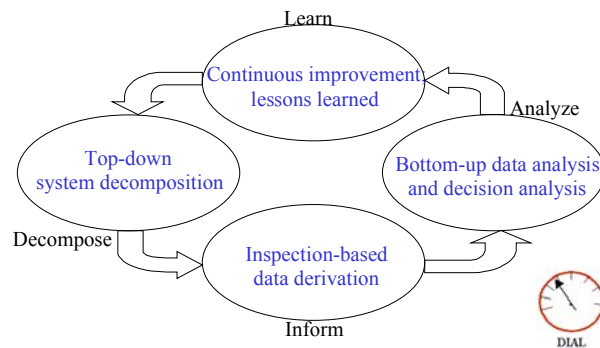 Learn
Continuous improvement,
lessons learned
Analyze
Top-down
system decomposition
Bottom-up data analysis
and decision analysis
Decompose
Inspection-based
data derivation
Inform
DIAL